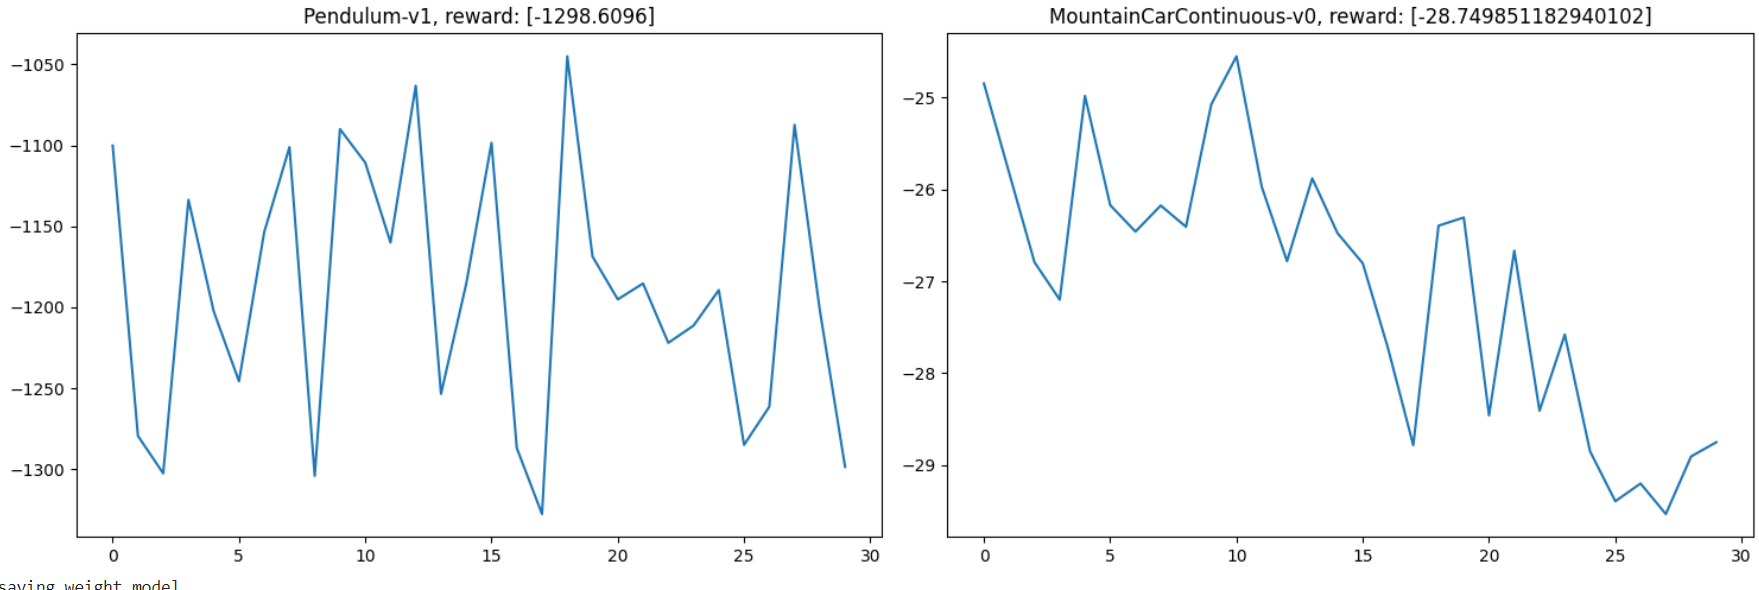 Pendulum-v1, reward: [-1298.6096]
−1050
−1100
−1150
−1200
−1250
−1300
0 5 10 15 20 25 30
MountainCarContinuous-v0, reward: [-28.749851182940102]
−25
−26
−27
−28
−29
0 5 10 15 20 25 30
saving weight model